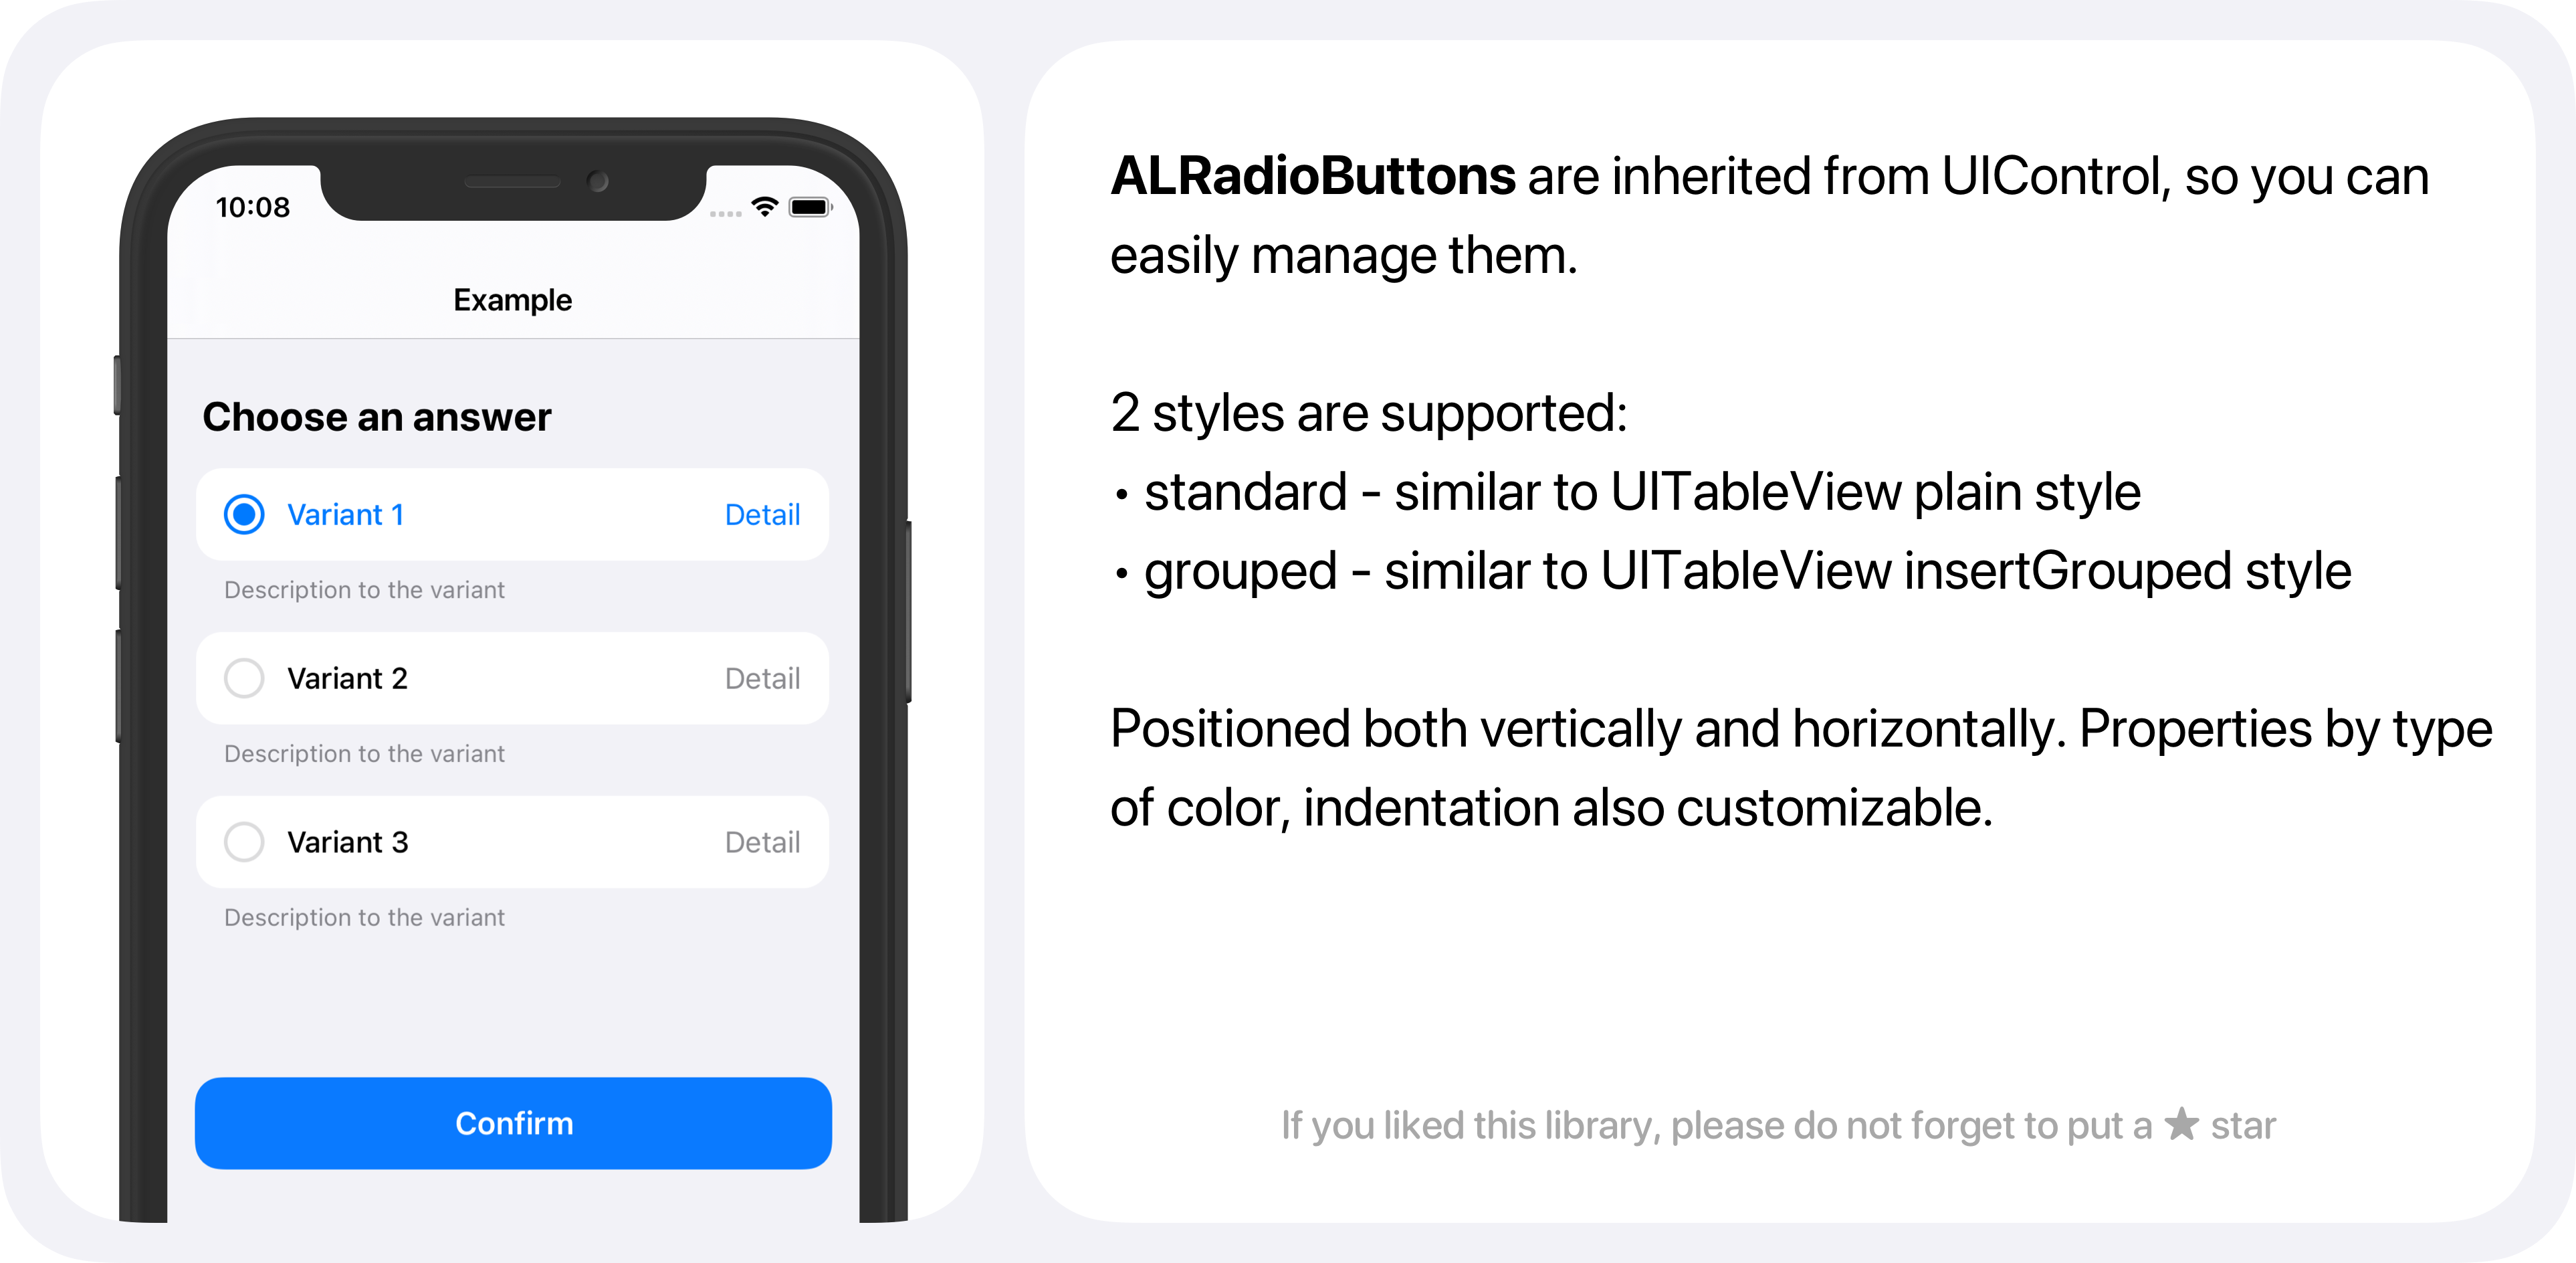 10:08
Example
Choose an answer
Variant 1 Detail
Description to the variant
Variant 2 Detail
Description to the variant
Variant 3 Detail
Description to the variant
Confirm
ALRadioButtons are inherited from UIControl, so you can
easily manage them.
2 styles are supported:
• standard - similar to UITableView plain style
• grouped - similar to UITableView insertGrouped style
Positioned both vertically and horizontally. Properties by type
of color, indentation also customizable.
If you liked this library, please do not forget to put a ★ star